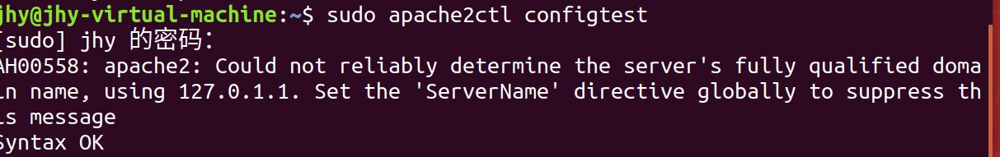 jhy@jhy-virtual-machine:~$ sudo apache2ctl configtest
[sudo] jhy 的密码：
AH00558: apache2: Could not reliably determine the server's fully qualified doma
in name, using 127.0.1.1. Set the 'ServerName' directive globally to suppress th
is message
Syntax OK